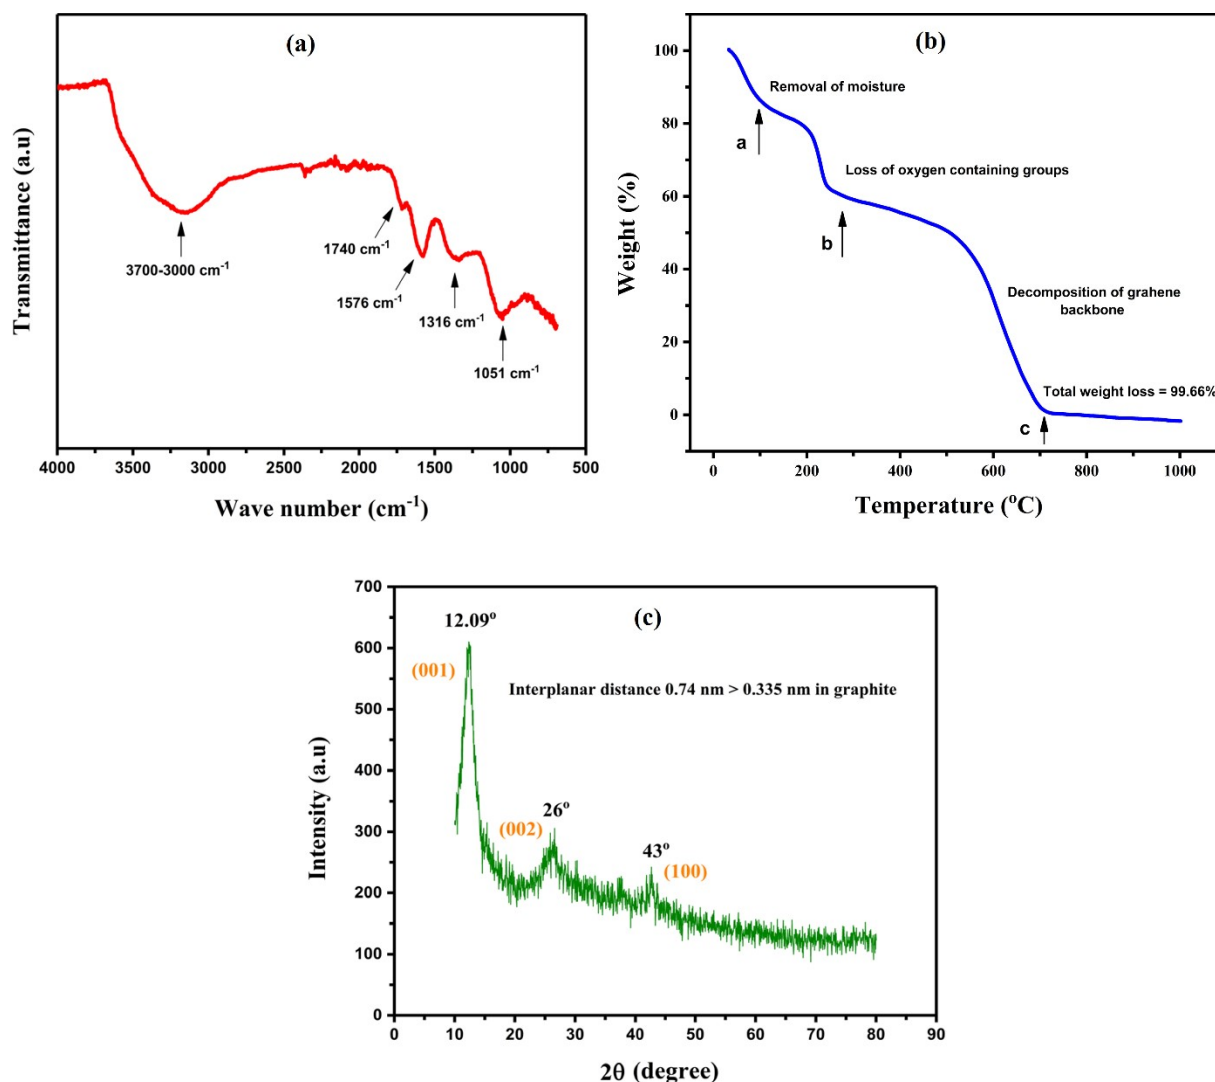 (a)
Transmittance (a.u)
3700-3000 cm-1
1740 cm-1
1576 cm-1
1316 cm-1
1051 cm-1
4000 3500 3000 2500 2000 1500 1000 500
Wave number (cm-1)
(b)
Weight (%)
100
80
60
40
20
0
Removal of moisture
a
Loss of oxygen containing groups
b
Decomposition of grahene
backbone
Total weight loss = 99.66%
c
0 200 400 600 800 1000
Temperature (oC)
(c)
Intensity (a.u)
700
600
500
400
300
200
100
0
12.09o
(001)
Interplanar distance 0.74 nm > 0.335 nm in graphite
26o
(002)
43o
(100)
0 10 20 30 40 50 60 70 80 90
2θ (degree)